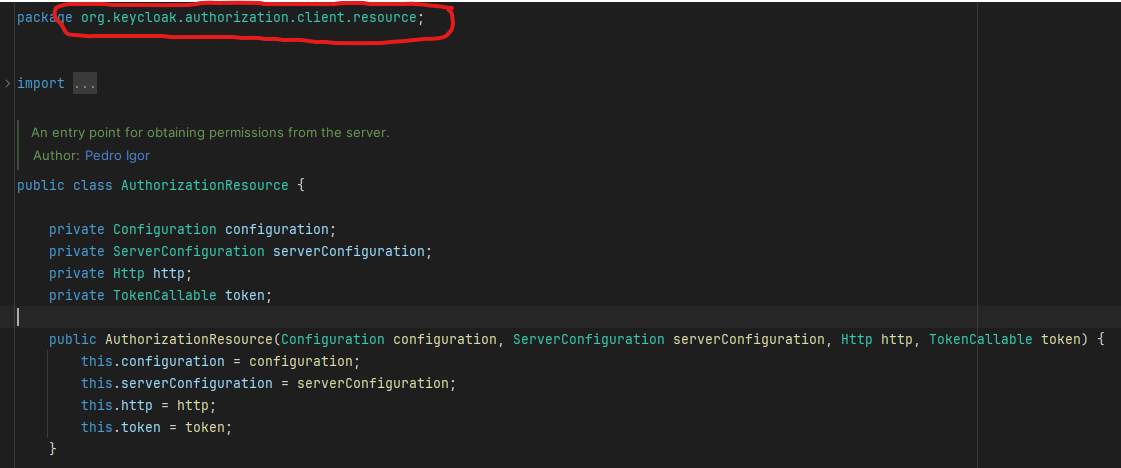 package org.keycloak.authorization.client.resource;
import ...
An entry point for obtaining permissions from the server.
Author: Pedro Igor
public class AuthorizationResource {
private Configuration configuration;
private ServerConfiguration serverConfiguration;
private Http http;
private TokenCallable token;
public AuthorizationResource(Configuration configuration, ServerConfiguration serverConfiguration, Http http, TokenCallable token) {
this.configuration = configuration;
this.serverConfiguration = serverConfiguration;
this.http = http;
this.token = token;
}